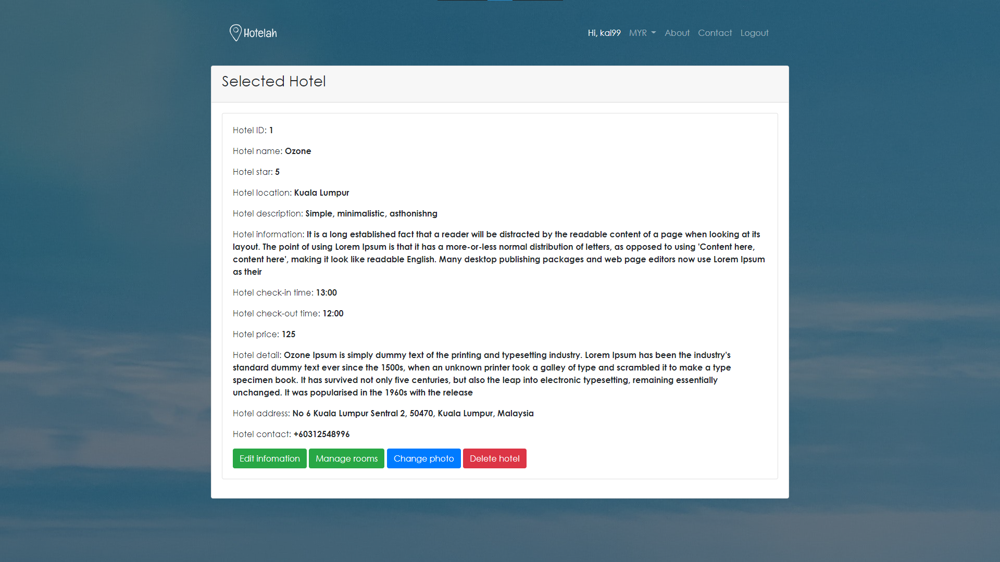 Hotelah
Hi, kai99 MYR About Contact Logout
Selected Hotel
Hotel ID: 1
Hotel name: Ozone
Hotel star: 5
Hotel location: Kuala Lumpur
Hotel description: Simple, minimalistic, asthonishng
Hotel information: It is a long established fact that a reader will be distracted by the readable content of a page when looking at its
layout. The point of using Lorem Ipsum is that it has a more-or-less normal distribution of letters, as opposed to using 'Content here,
content here', making it look like readable English. Many desktop publishing packages and web page editors now use Lorem Ipsum
as their
Hotel check-in time: 13:00
Hotel check-out time: 12:00
Hotel price: 125
Hotel detail: Ozone Ipsum is simply dummy text of the printing and typesetting industry. Lorem Ipsum has been the industry's
standard dummy text ever since the 1500s, when an unknown printer took a galley of type and scrambled it to make a type
specimen book. It has survived not only five centuries, but also the leap into electronic typesetting, remaining essentially
unchanged. It was popularised in the 1960s with the release
Hotel address: No 6 Kuala Lumpur Sentral 2, 50470, Kuala Lumpur, Malaysia
Hotel contact: +60312548996
Edit infomation Manage rooms Change photo Delete hotel